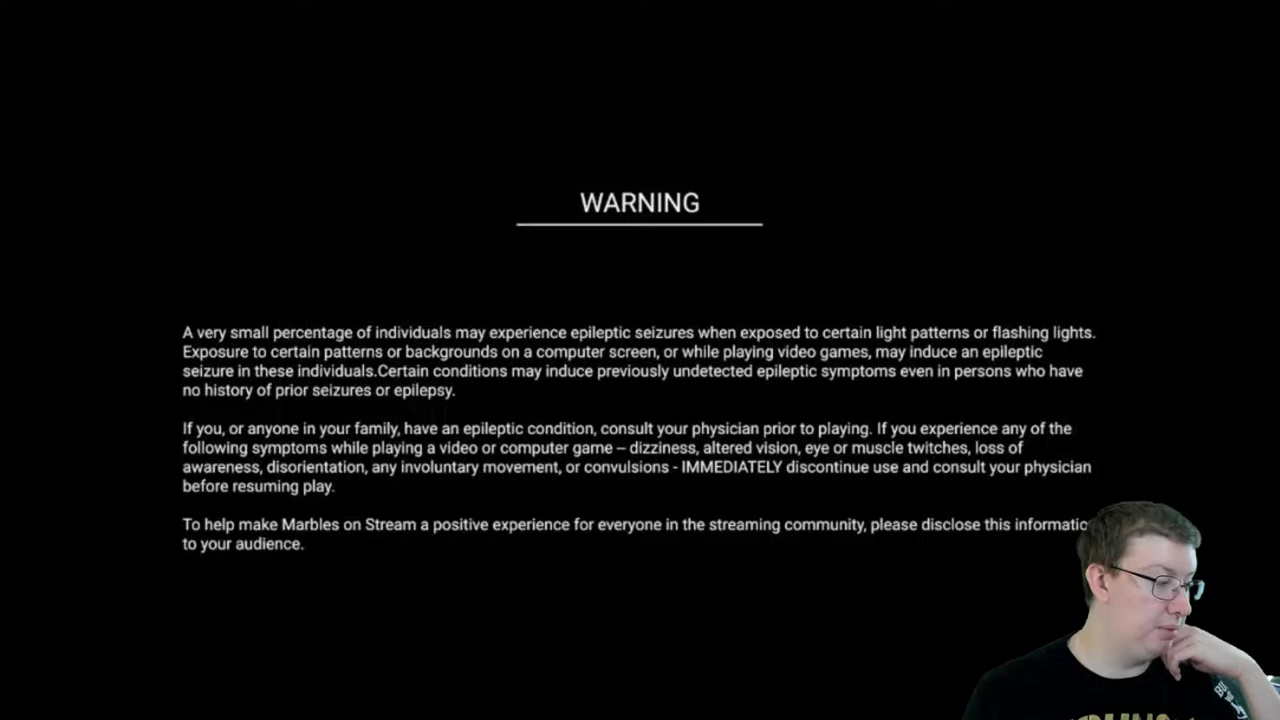 WARNING
A very small percentage of individuals may experience epileptic seizures when exposed to certain light patterns or flashing lights.
Exposure to certain patterns or backgrounds on a computer screen, or while playing video games, may induce an epileptic
seizure in these individuals.Certain conditions may induce previously undetected epileptic symptoms even in persons who have
no history of prior seizures or epilepsy.
If you, or anyone in your family, have an epileptic condition, consult your physician prior to playing. If you experience any of the
following symptoms while playing a video or computer game – dizziness, altered vision, eye or muscle twitches, loss of
awareness, disorientation, any involuntary movement, or convulsions - IMMEDIATELY discontinue use and consult your physician
before resuming play.
To help make Marbles on Stream a positive experience for everyone in the streaming community, please disclose this informatio
to your audience.